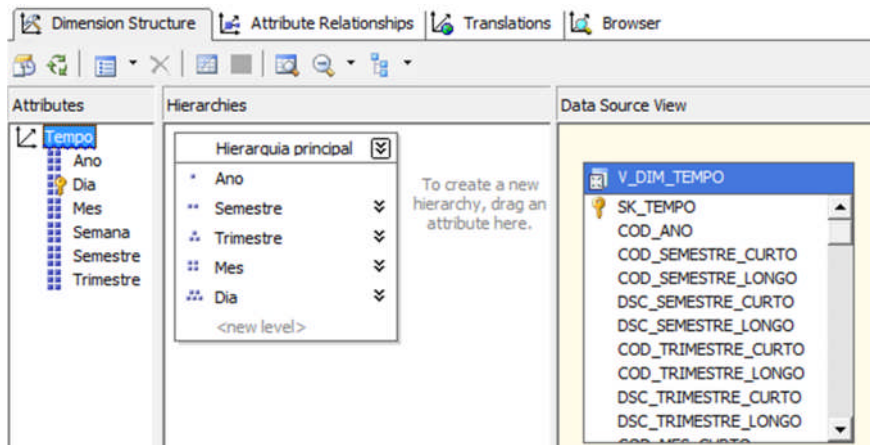 Dimension Structure
Attribute Relationships
Translations
Browser
Attributes
Tempo
Ano
Dia
Mes
Semana
Semestre
Trimestre
Hierarchies
Hierarquia principal
Ano
Semestre
Trimestre
Mes
Dia
<new level>
To create a new
hierarchy, drag an
attribute here.
Data Source View
V_DIM_TEMPO
SK_TEMPO
COD_ANO
COD_SEMESTRE_CURTO
COD_SEMESTRE_LONGO
DSC_SEMESTRE_CURTO
DSC_SEMESTRE_LONGO
COD_TRIMESTRE_CURTO
COD_TRIMESTRE_LONGO
DSC_TRIMESTRE_CURTO
DSC_TRIMESTRE_LONGO
COD_MES_CURTO